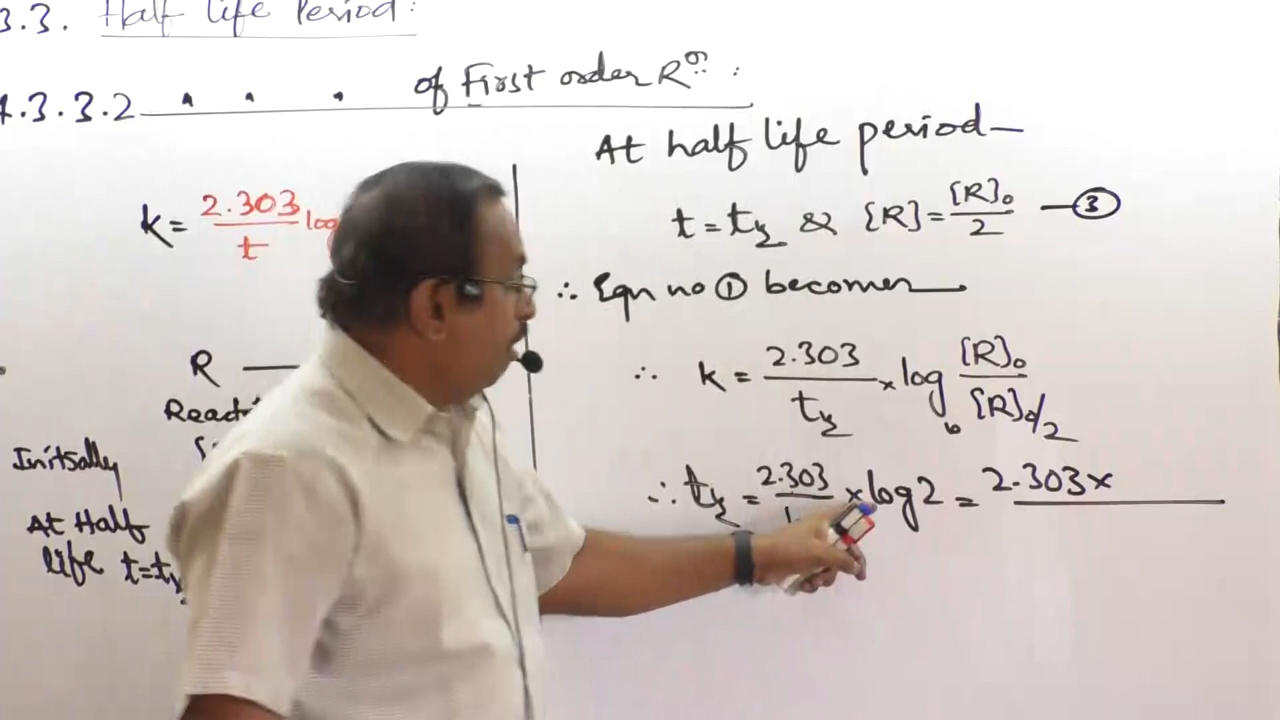 3.3. Half life Period:
4.3.3.2 " " " of First order Rⁿ :
k = 2.303/t log
R
Initsally
At Half
life t=t½
At half life period—
t = t½ & [R] = [R]₀/2 — ③
∴ Eqn no ① becomes
∴ k = 2.303/t½ × log [R]₀/[R]₀/2
∴ t½ = 2.303/k × log2 = 2.303×